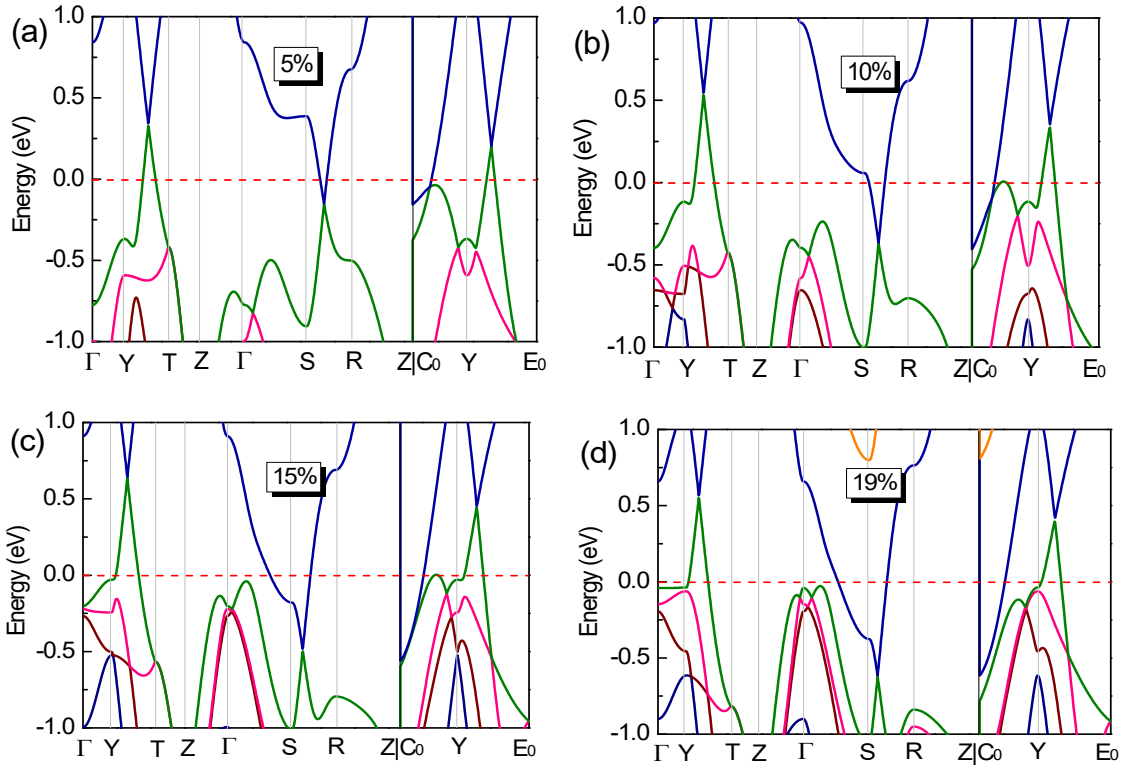 (a)
5%
Energy (eV)
1.0
0.5
0.0
-0.5
-1.0
Γ Y T Z Γ S R Z|C₀ Y E₀
(b)
10%
Energy (eV)
1.0
0.5
0.0
-0.5
-1.0
Γ Y T Z Γ S R Z|C₀ Y E₀
(c)
15%
Energy (eV)
1.0
0.5
0.0
-0.5
-1.0
Γ Y T Z Γ S R Z|C₀ Y E₀
(d)
19%
Energy (eV)
1.0
0.5
0.0
-0.5
-1.0
Γ Y T Z Γ S R Z|C₀ Y E₀